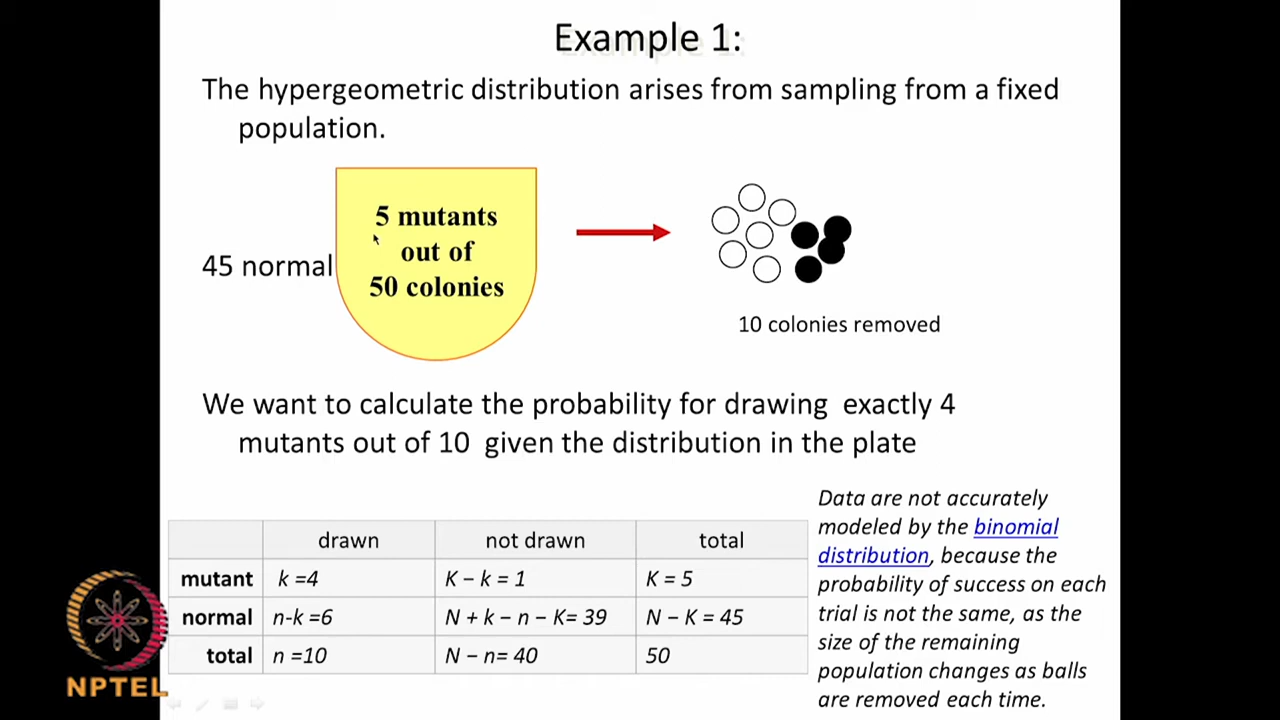 Example 1:
The hypergeometric distribution arises from sampling from a fixed
population.
5 mutants
out of
50 colonies
45 normal
10 colonies removed
We want to calculate the probability for drawing exactly 4
mutants out of 10 given the distribution in the plate
drawn not drawn total
mutant k =4 K − k = 1 K = 5
normal n-k =6 N + k − n − K= 39 N − K = 45
total n =10 N − n= 40 50
Data are not accurately
modeled by the binomial
distribution, because the
probability of success on each
trial is not the same, as the
size of the remaining
population changes as balls
are removed each time.
NPTEL